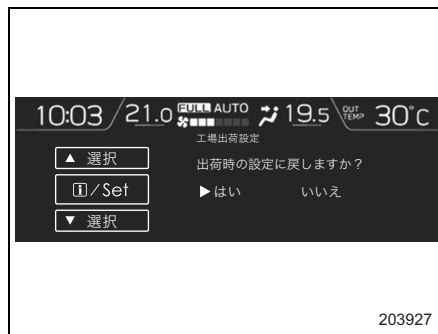 10:03 21.0 FULL AUTO 19.5 OUT TEMP 30°c
工場出荷設定
▲ 選択
出荷時の設定に戻しますか?
i/Set
▶はい いいえ
▼ 選択
203927